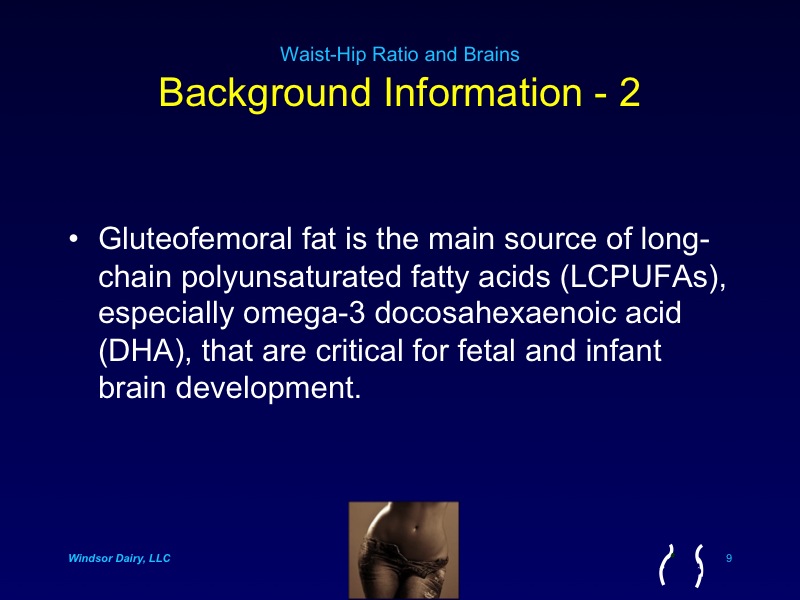 Waist-Hip Ratio and Brains
Background Information - 2
• Gluteofemoral fat is the main source of long-
chain polyunsaturated fatty acids (LCPUFAs),
especially omega-3 docosahexaenoic acid
(DHA), that are critical for fetal and infant
brain development.
Windsor Dairy, LLC
9